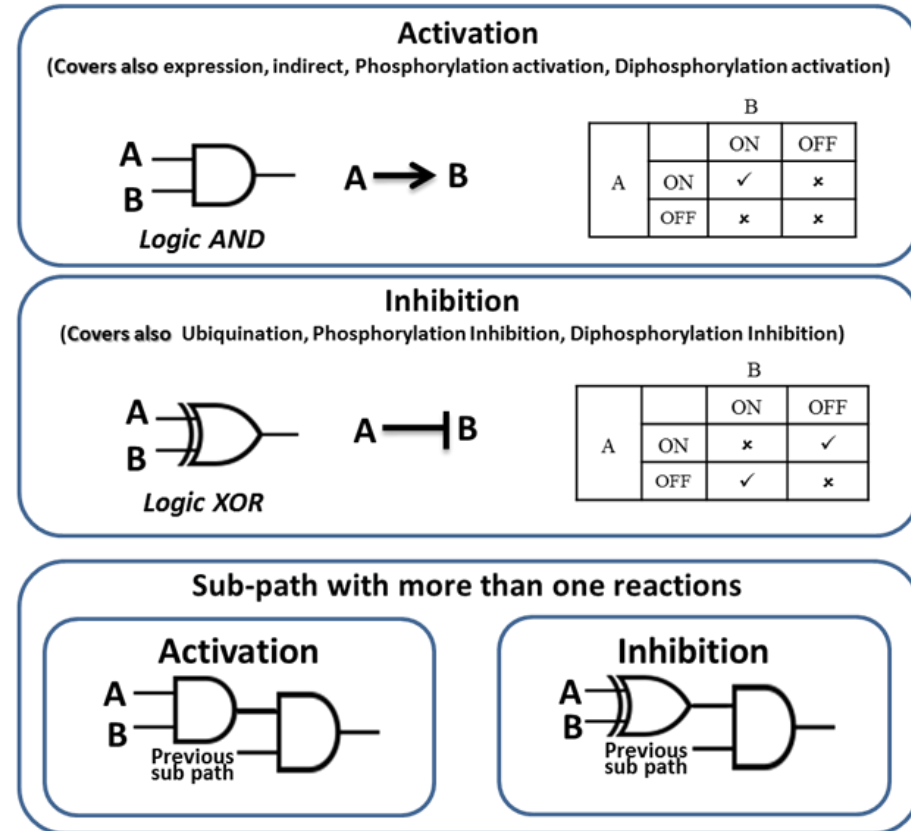 Activation
(Covers also expression, indirect, Phosphorylation activation, Diphosphorylation activation)
A
B
Logic AND
A B
B
ON OFF
A ON ✓ ×
OFF × ×
Inhibition
(Covers also Ubiquination, Phosphorylation Inhibition, Diphosphorylation Inhibition)
A
B
Logic XOR
A B
B
ON OFF
A ON × ✓
OFF ✓ ×
Sub-path with more than one reactions
Activation
A
B
Previous
sub path
Inhibition
A
B
Previous
sub path